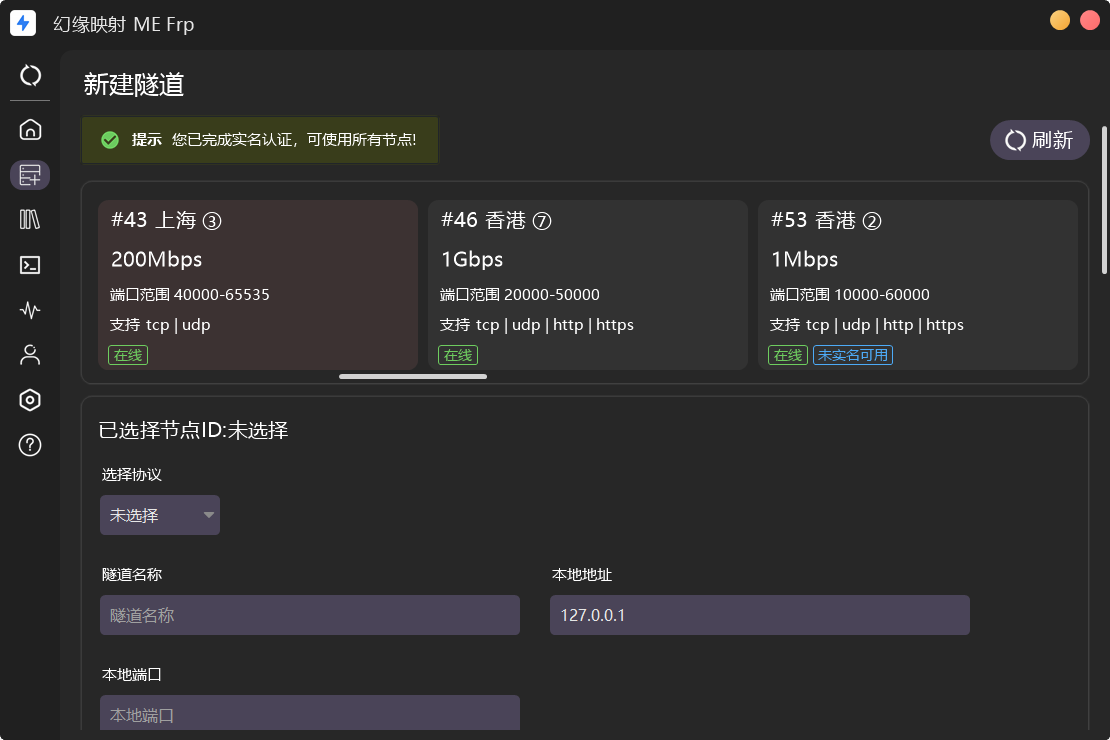 幻缘映射 ME Frp
新建隧道
提示 您已完成实名认证，可使用所有节点!
刷新
#43 上海 ③
200Mbps
端口范围 40000-65535
支持 tcp | udp
在线
#46 香港 ⑦
1Gbps
端口范围 20000-50000
支持 tcp | udp | http | https
在线
#53 香港 ②
1Mbps
端口范围 10000-60000
支持 tcp | udp | http | https
在线 未实名可用
已选择节点ID:未选择
选择协议
未选择
隧道名称
隧道名称
本地地址
127.0.0.1
本地端口
本地端口